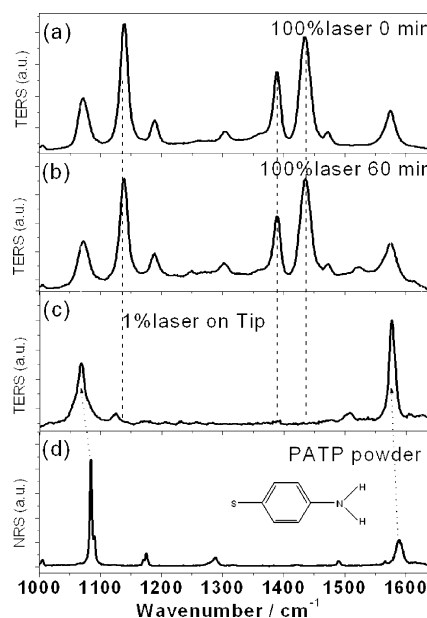 (a)
100%laser 0 min
TERS (a.u.)
(b)
100%laser 60 min
TERS (a.u.)
(c)
1%laser on Tip
TERS (a.u.)
(d)
PATP powder
NRS (a.u.)
S
N
H
H
1000 1100 1200 1300 1400 1500 1600
Wavenumber / cm-1